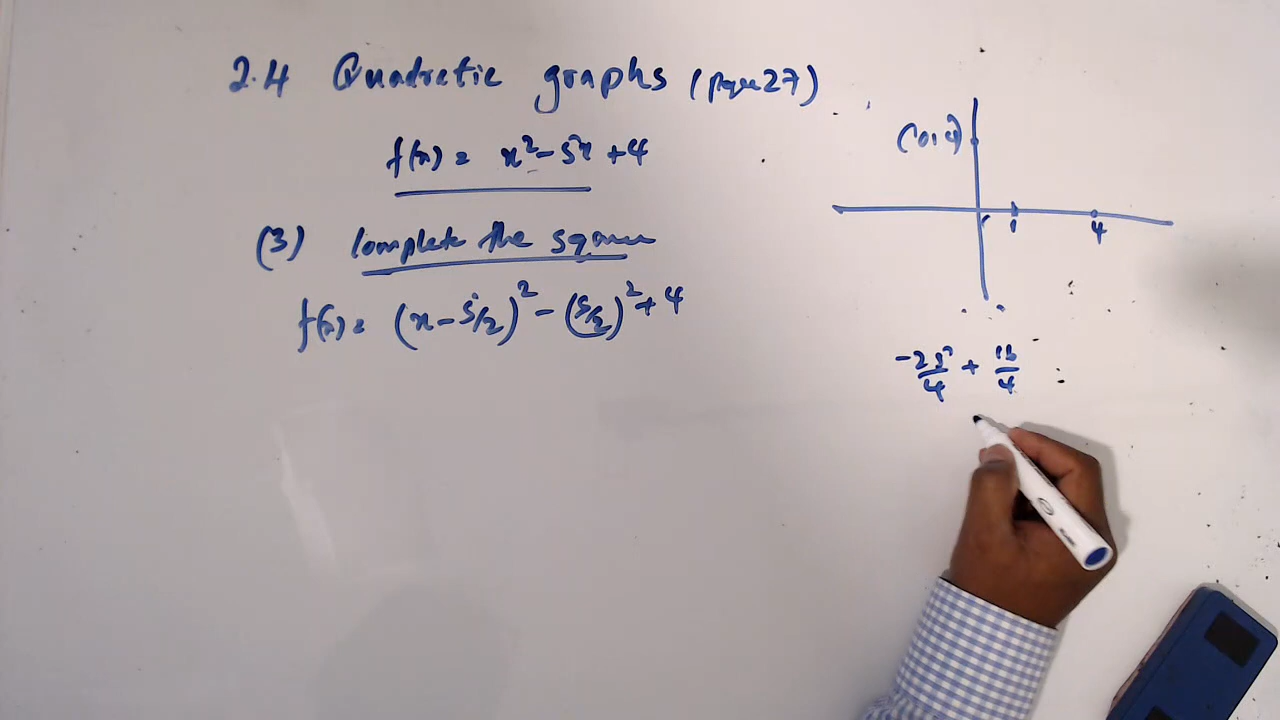 2.4 Quadratic graphs (page 27)
f(x) = x² - 5x + 4
(3) Complete the square
f(x) = (x - 5/2)² - (5/2)² + 4
(0,4)
1 4
-25/4 + 16/4